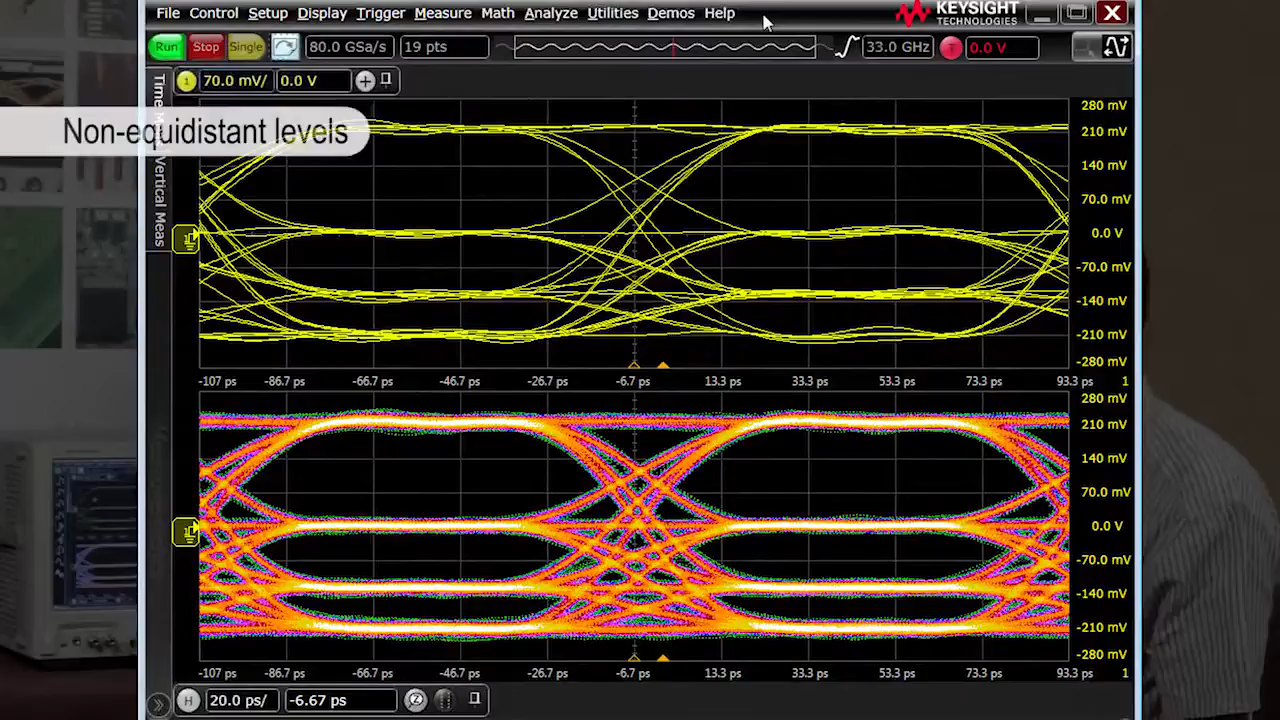 File Control Setup Display Trigger Measure Math Analyze Utilities Demos Help
KEYSIGHT
TECHNOLOGIES
Run Stop Single 80.0 GSa/s 19 pts 33.0 GHz T 0.0 V
1 70.0 mV/ 0.0 V
Non-equidistant levels
Vertical Meas
280 mV
210 mV
140 mV
70.0 mV
0.0 V
-70.0 mV
-140 mV
-210 mV
-280 mV
-107 ps -86.7 ps -66.7 ps -46.7 ps -26.7 ps -6.7 ps 13.3 ps 33.3 ps 53.3 ps 73.3 ps 93.3 ps 1
280 mV
210 mV
140 mV
70.0 mV
0.0 V
-70.0 mV
-140 mV
-210 mV
-280 mV
-107 ps -86.7 ps -66.7 ps -46.7 ps -26.7 ps -6.7 ps 13.3 ps 33.3 ps 53.3 ps 73.3 ps 93.3 ps 1
H 20.0 ps/ -6.67 ps